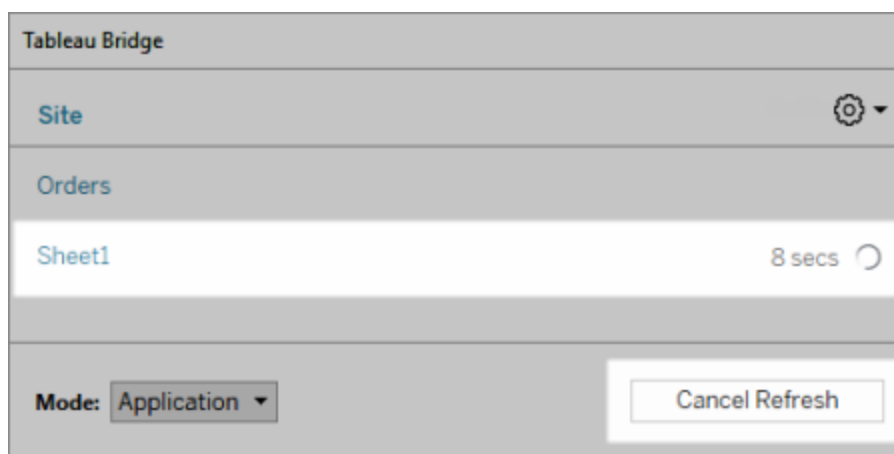 Tableau Bridge
Site
Orders
Sheet1 8 secs
Mode: Application Cancel Refresh